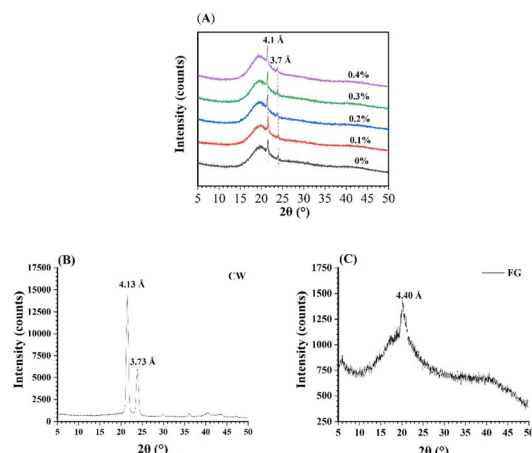 (A)
4.1 Å
3.7 Å
0.4%
0.3%
0.2%
0.1%
0%
Intensity (counts)
5 10 15 20 25 30 35 40 45 50
2θ (°)
(B)
CW
4.13 Å
3.73 Å
17500
15000
12500
10000
7500
5000
2500
0
Intensity (counts)
5 10 15 20 25 30 35 40 45 50
2θ (°)
(C)
FG
4.40 Å
1750
1500
1250
1000
750
500
250
Intensity (counts)
5 10 15 20 25 30 35 40 45 50
2θ (°)